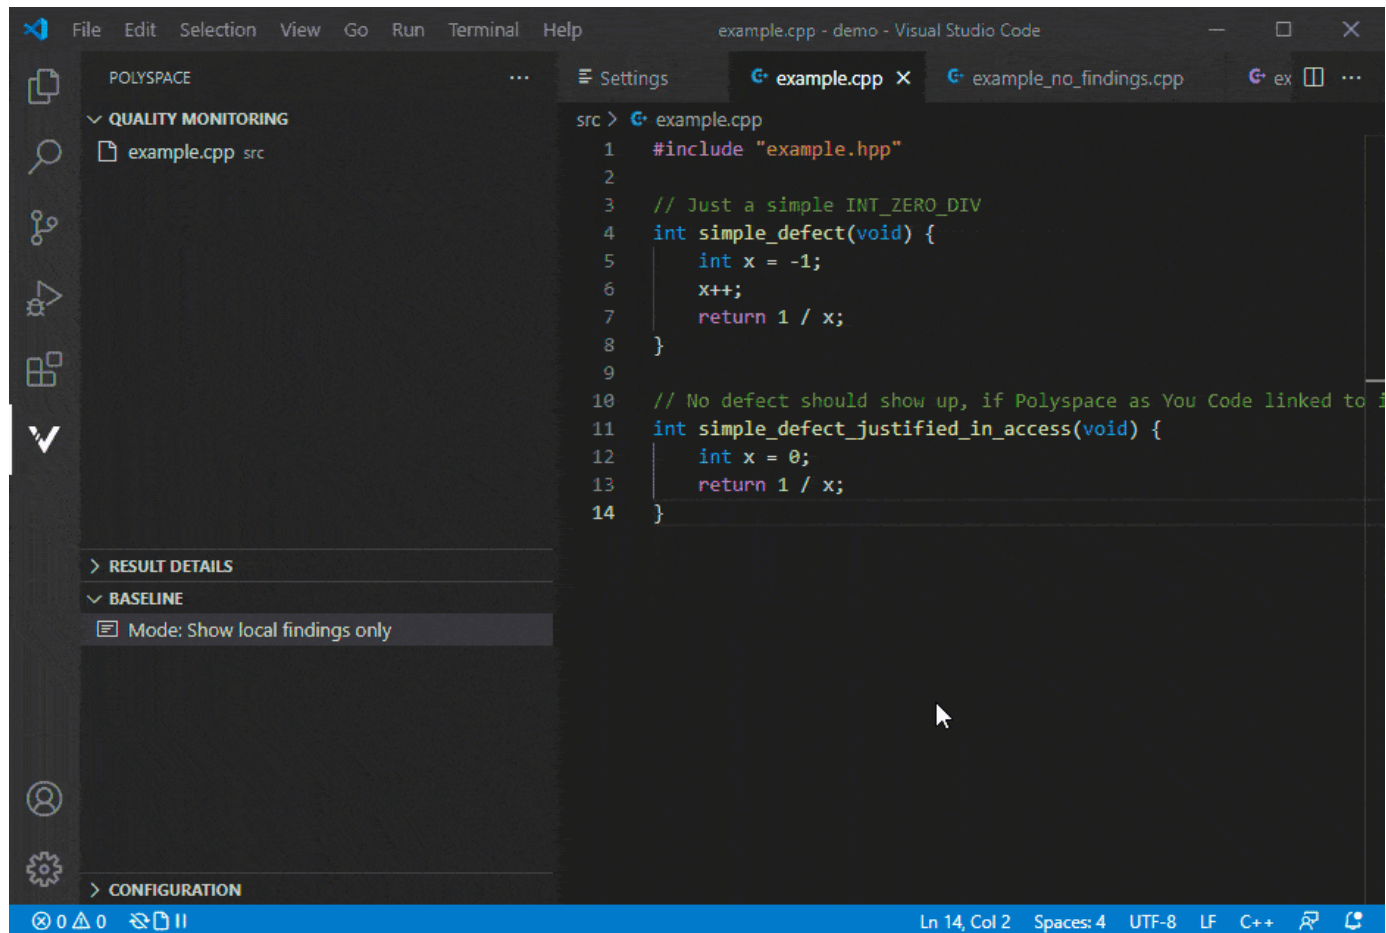 File Edit Selection View Go Run Terminal Help example.cpp - demo - Visual Studio Code
POLYSPACE
QUALITY MONITORING
example.cpp src
RESULT DETAILS
BASELINE
Mode: Show local findings only
CONFIGURATION
Settings example.cpp example_no_findings.cpp ex
src > example.cpp
1 #include "example.hpp"
2
3 // Just a simple INT_ZERO_DIV
4 int simple_defect(void) {
5 int x = -1;
6 x++;
7 return 1 / x;
8 }
9
10 // No defect should show up, if Polyspace as You Code linked to i
11 int simple_defect_justified_in_access(void) {
12 int x = 0;
13 return 1 / x;
14 }
0 0 Ln 14, Col 2 Spaces: 4 UTF-8 LF C++